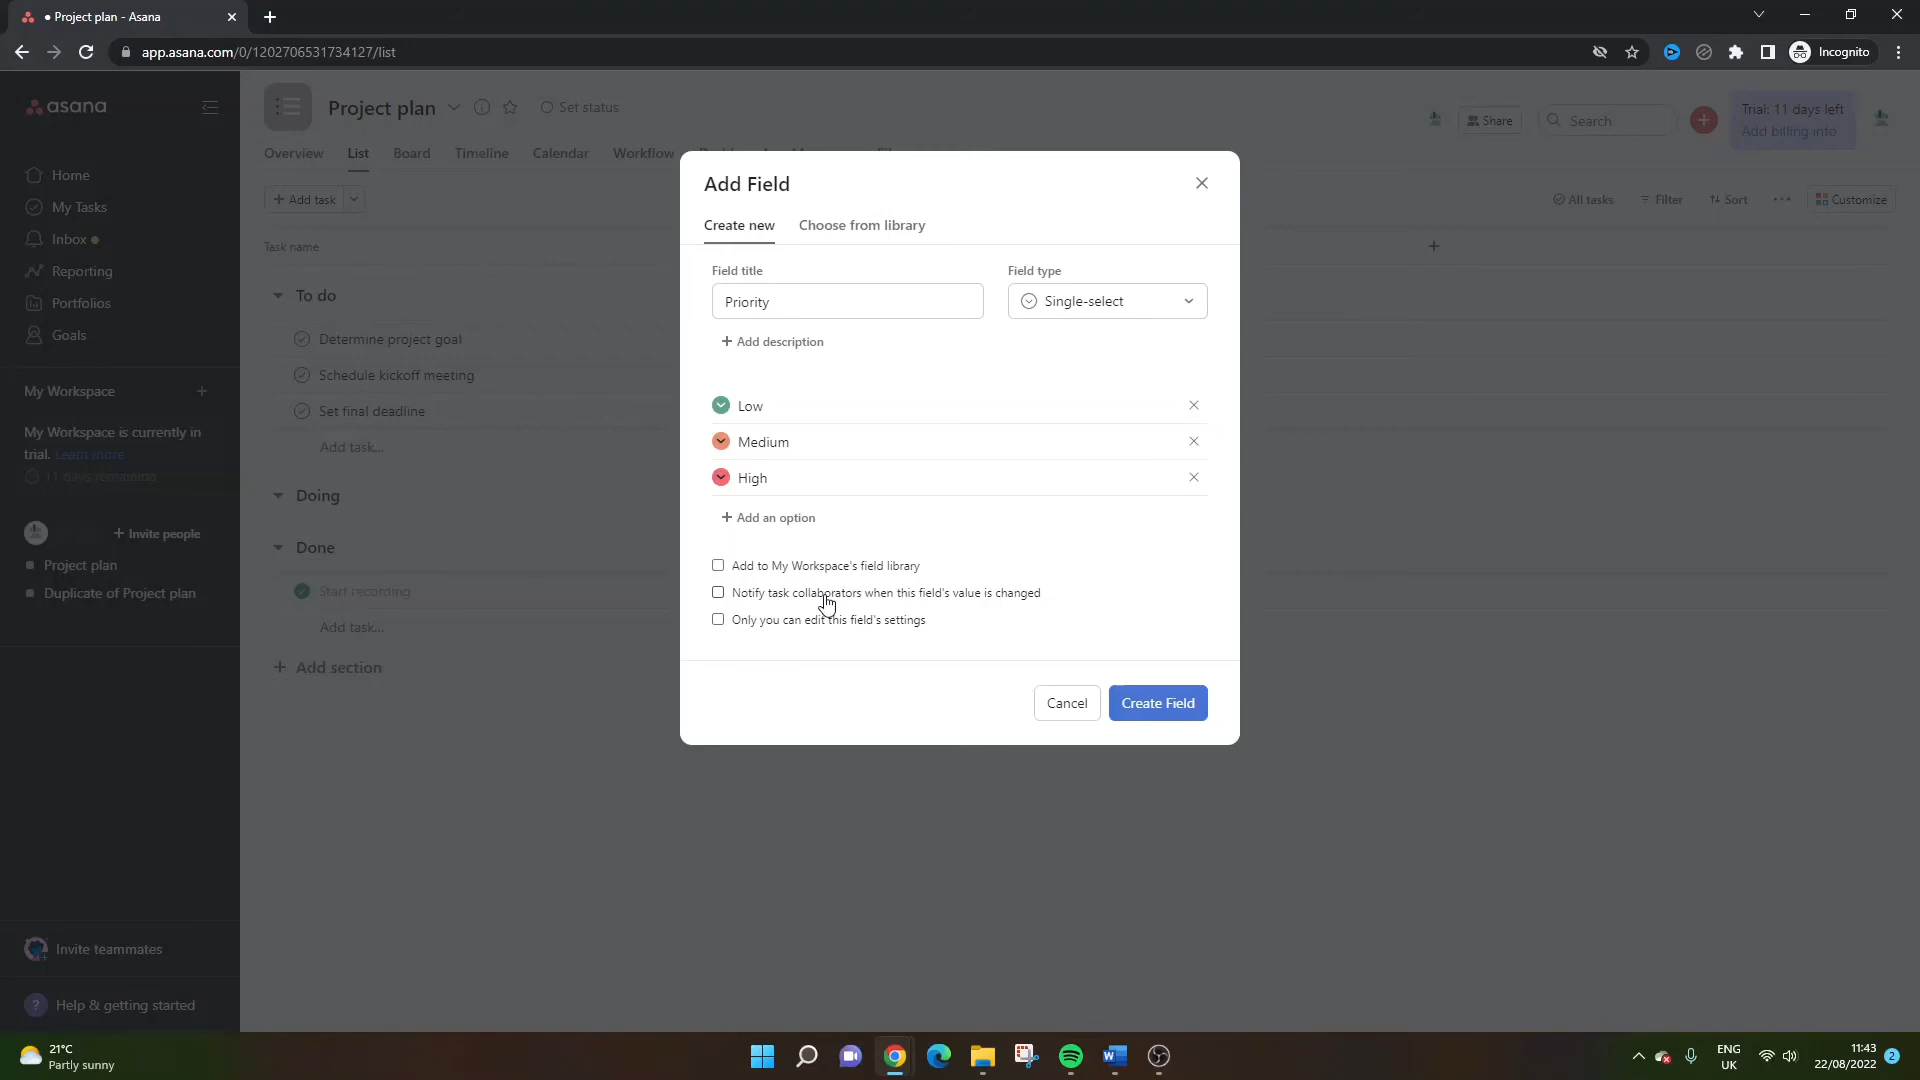 Project plan - Asana
app.asana.com/0/1202706531734127/list
Incognito
asana
Project plan
Set status
Share
Search
Trial: 11 days left
Add billing info
Overview
List
Board
Timeline
Calendar
Workflow
Home
My Tasks
Inbox
Reporting
Portfolios
Goals
My Workspace
My Workspace is currently in
trial. Learn more
11 days remaining
Invite people
Project plan
Duplicate of Project plan
Invite teammates
? Help & getting started
+ Add task
All tasks
Filter
Sort
Customize
Task name
To do
Determine project goal
Schedule kickoff meeting
Set final deadline
Add task...
Doing
Done
Start recording
Add task...
+ Add section
Add Field
Create new
Choose from library
Field title
Field type
Priority
Single-select
+ Add description
Low
Medium
High
+ Add an option
Add to My Workspace's field library
Notify task collaborators when this field's value is changed
Only you can edit this field's settings
Cancel
Create Field
21°C
Partly sunny
ENG
UK
11:43
22/08/2022
2